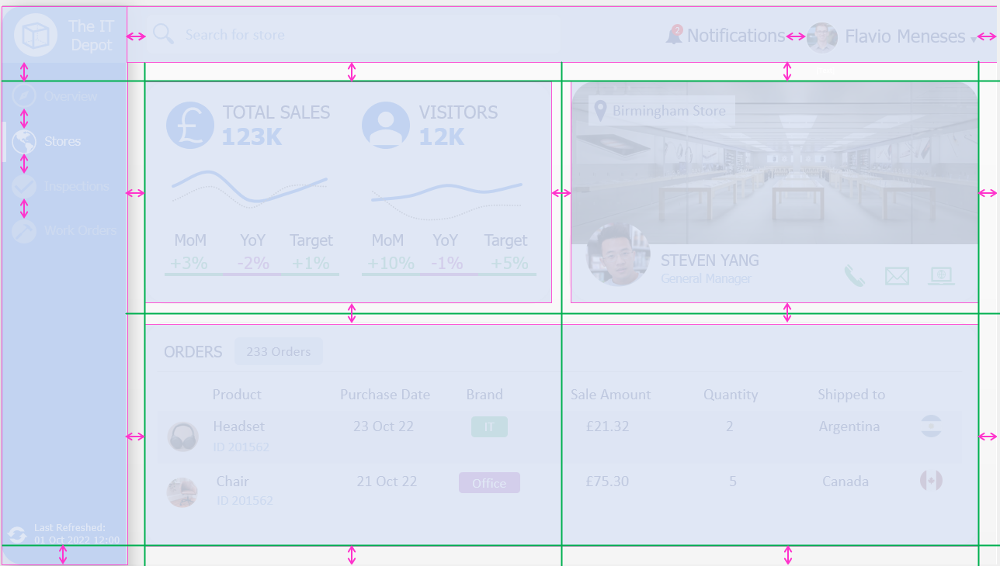 The IT
Depot
Search for store
2
Notifications
Flavio Meneses
Overview
Stores
Inspections
Work Orders
TOTAL SALES
123K
VISITORS
12K
MoM YoY Target
+3% -2% +1%
MoM YoY Target
+10% -1% +5%
Birmingham Store
STEVEN YANG
General Manager
ORDERS 233 Orders
Product Purchase Date Brand Sale Amount Quantity Shipped to
Headset 23 Oct 22 IT £21.32 2 Argentina
ID 201562
Chair 21 Oct 22 Office £75.30 5 Canada
ID 201562
Last Refreshed:
01 Oct 2022 12:00